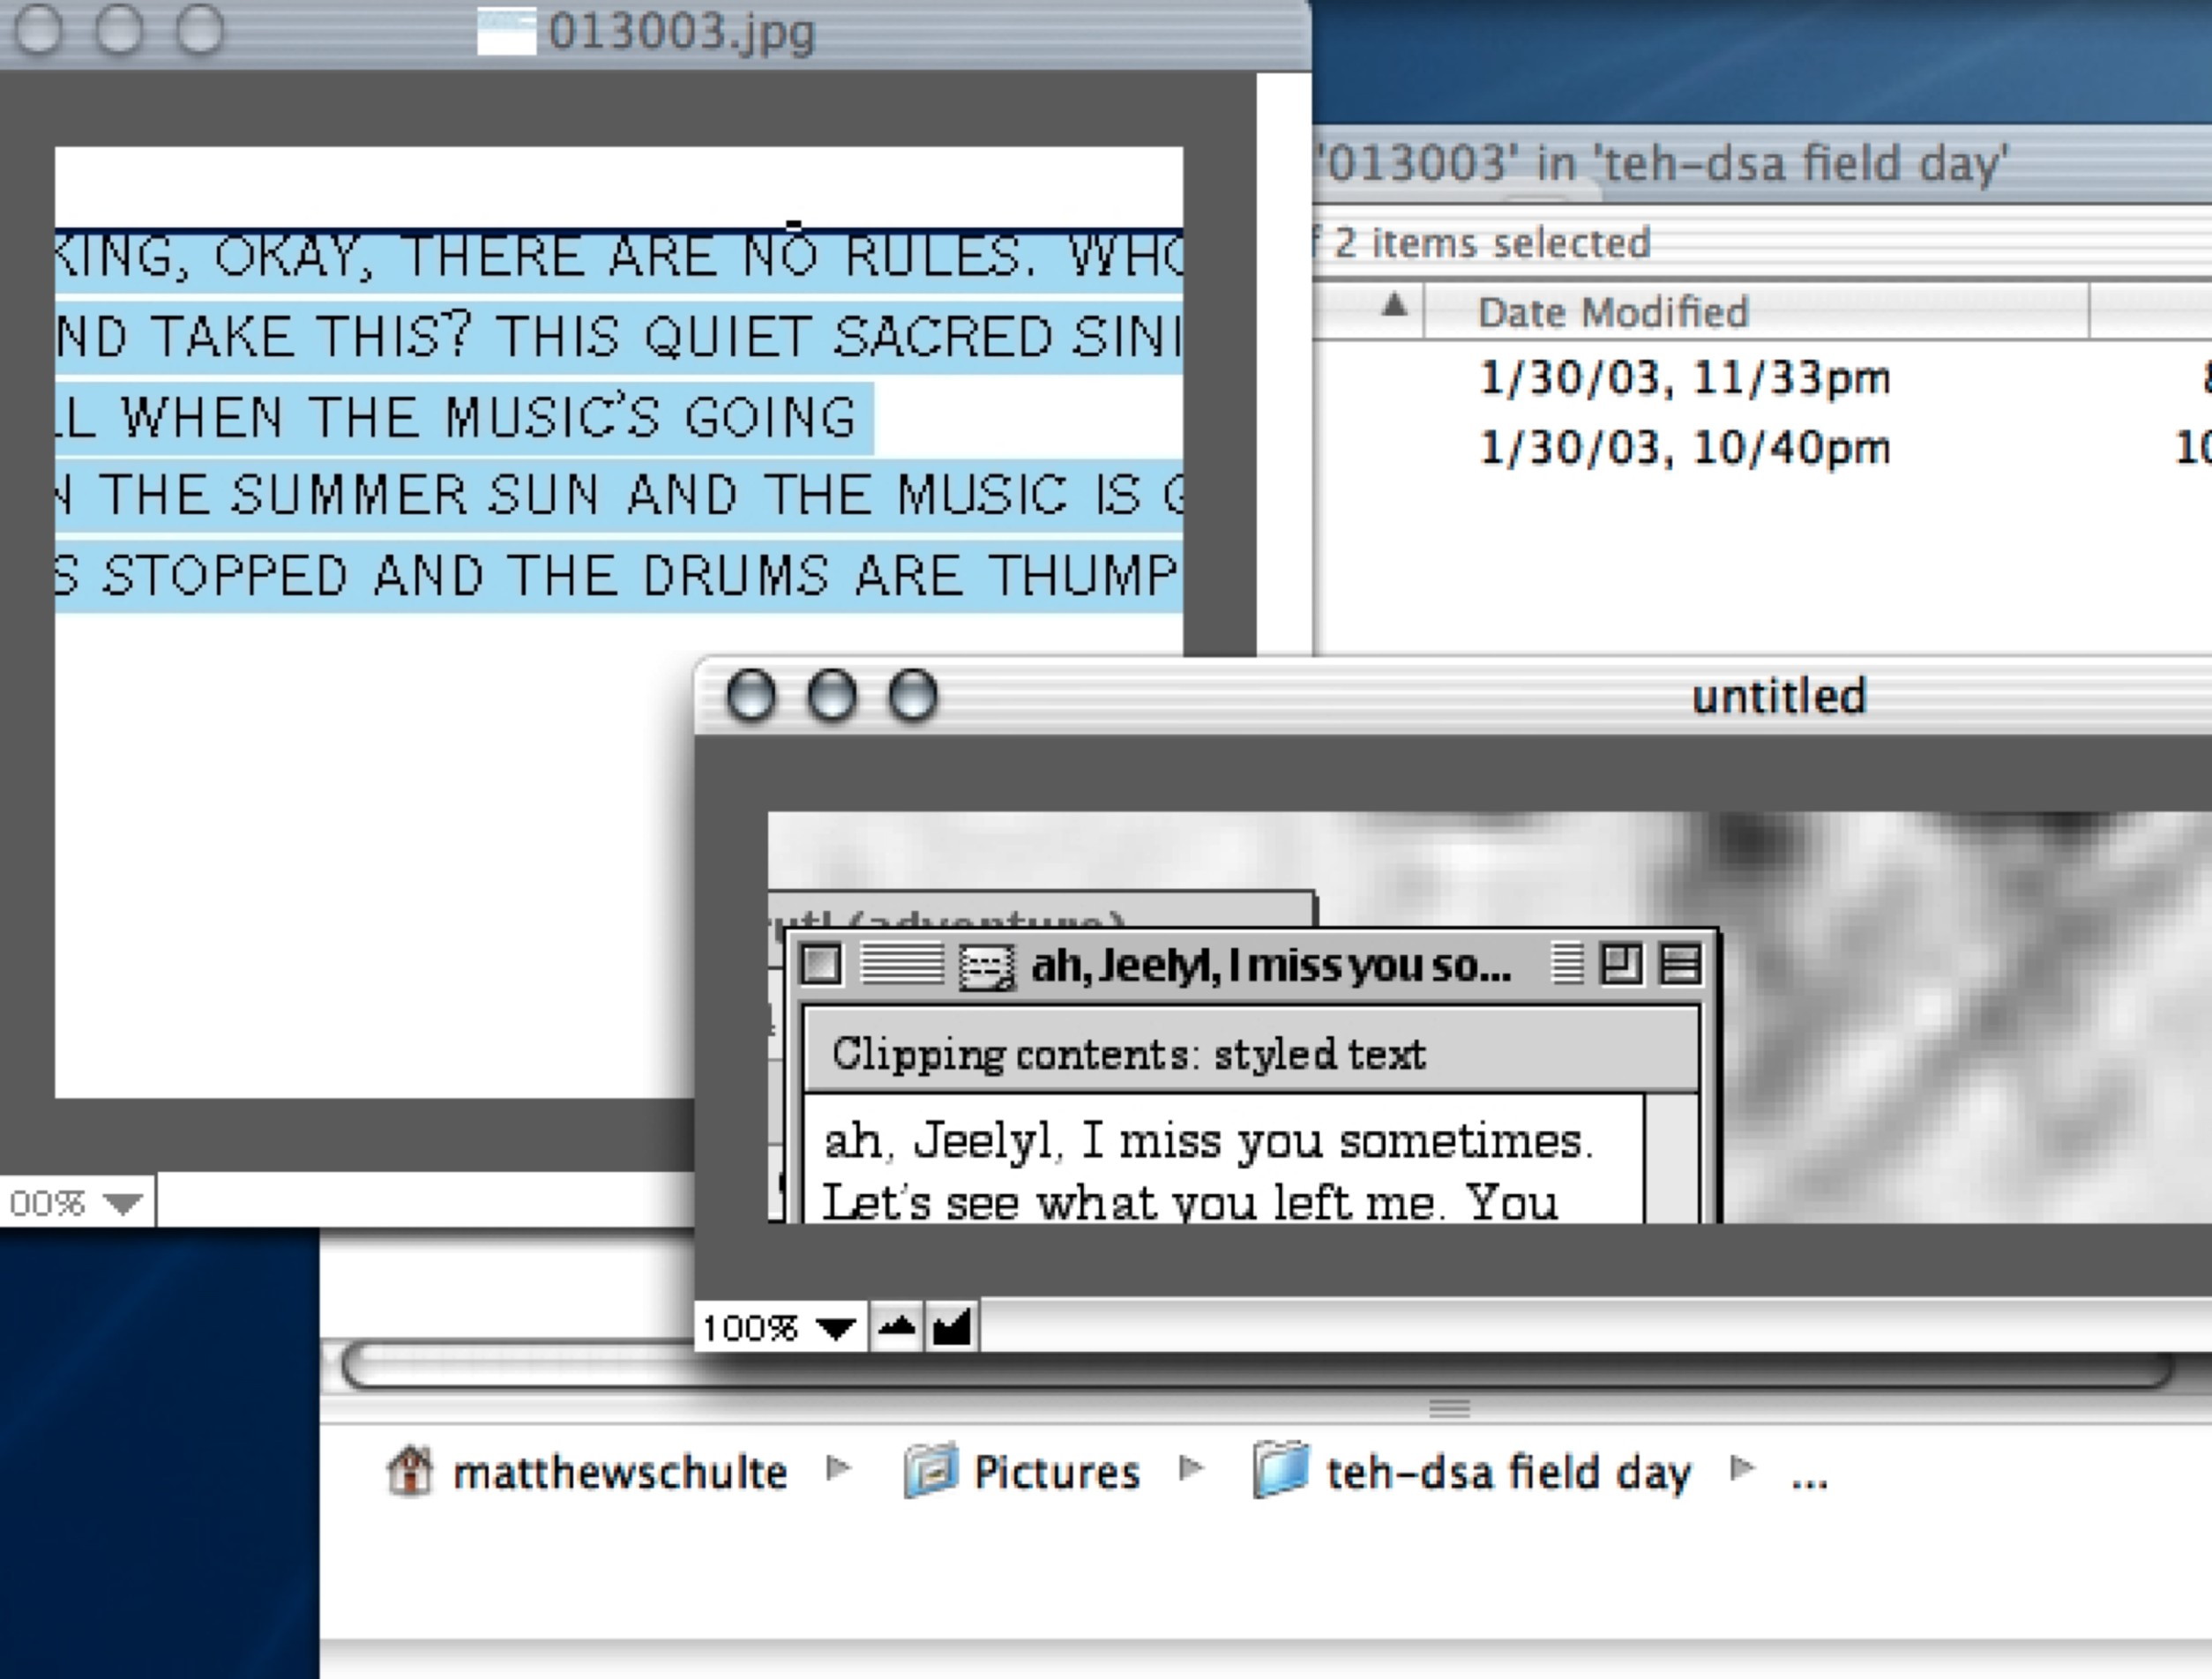 013003.jpg
'013003' in 'teh-dsa field day'
2 items selected
Date Modified
1/30/03, 11/33pm
1/30/03, 10/40pm
KING, OKAY, THERE ARE NO RULES. WHO
ND TAKE THIS? THIS QUIET SACRED SINI
LL WHEN THE MUSIC'S GOING
N THE SUMMER SUN AND THE MUSIC IS G
S STOPPED AND THE DRUMS ARE THUMP
untitled
(adventure)
ah, Jeelyl, I miss you so...
Clipping contents: styled text
ah, Jeelyl, I miss you sometimes.
Let's see what you left me. You
00%
100%
matthewschulte
Pictures
teh-dsa field day
...